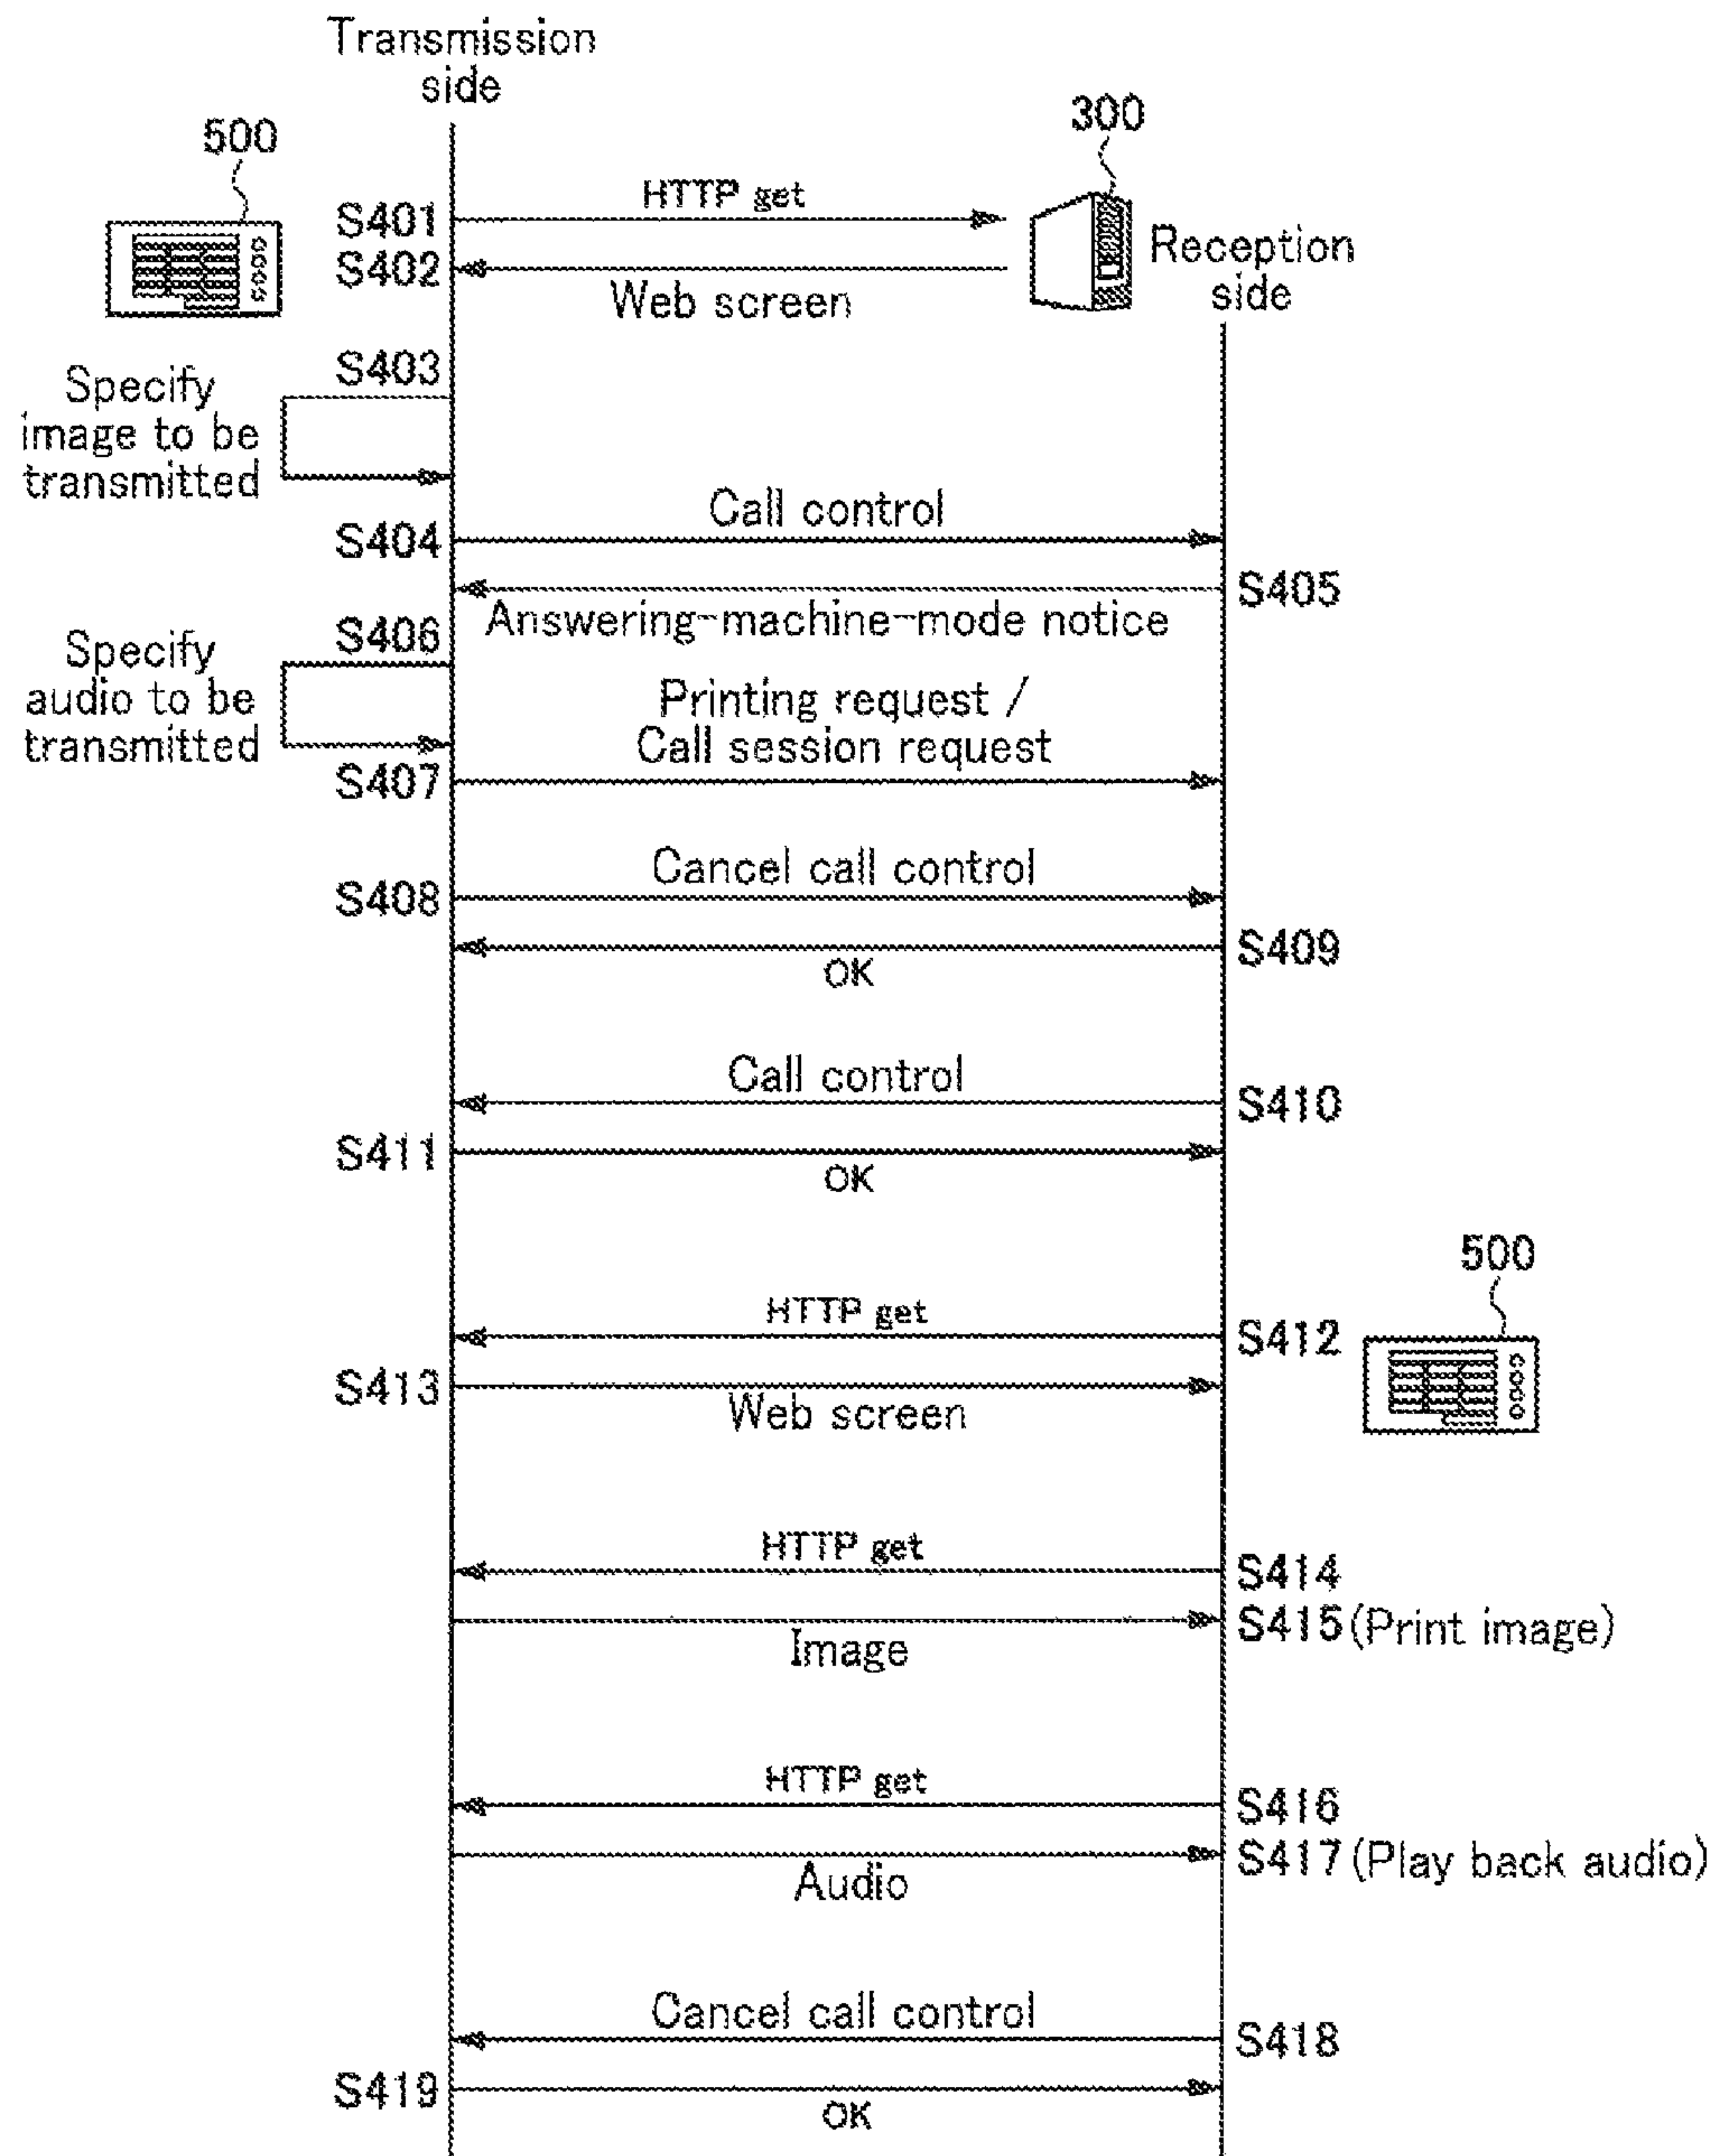 Transmission
side
500
300
S401
HTTP get
Reception
side
S402
Web screen
S403
Specify
image to be
transmitted
S404
Call control
S405
Answering-machine-mode notice
S406
Specify
audio to be
transmitted
Printing request /
Call session request
S407
S408
Cancel call control
S409
OK
Call control
S410
S411
OK
500
HTTP get
S412
S413
Web screen
HTTP get
S414
S415 (Print image)
Image
HTTP get
S416
S417 (Play back audio)
Audio
Cancel call control
S418
S419
OK